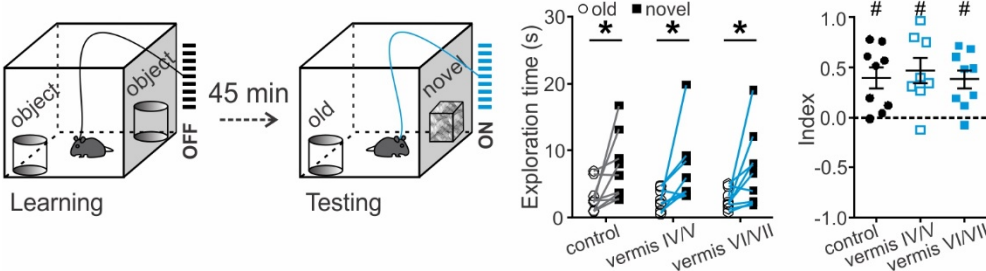 object
object
OFF
Learning
45 min
old
nove
ON
Testing
old novel
Exploration time (s)
30
20
10
0
* * *
control
vermis IV/V
vermis VI/VII
# # #
Index
1.0
0.5
0.0
0.5
-1.0
control
vermis IV/V
vermis VI/VII